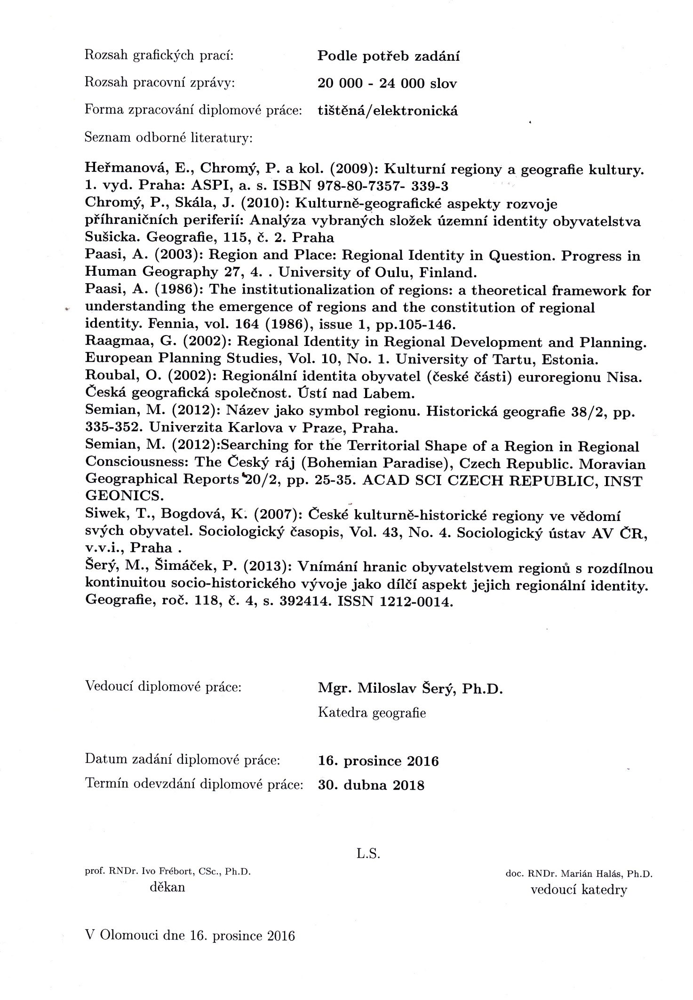 Rozsah grafických prací: Podle potřeb zadání
Rozsah pracovní zprávy: 20 000 - 24 000 slov
Forma zpracování diplomové práce: tištěná/elektronická
Seznam odborné literatury:
Heřmanová, E., Chromý, P. a kol. (2009): Kulturní regiony a geografie kultury.
1. vyd. Praha: ASPI, a. s. ISBN 978-80-7357- 339-3
Chromý, P., Skála, J. (2010): Kulturně-geografické aspekty rozvoje
příhraničních periferií: Analýza vybraných složek územní identity obyvatelstva
Sušicka. Geografie, 115, č. 2. Praha
Paasi, A. (2003): Region and Place: Regional Identity in Question. Progress in
Human Geography 27, 4. . University of Oulu, Finland.
Paasi, A. (1986): The institutionalization of regions: a theoretical framework for
understanding the emergence of regions and the constitution of regional
identity. Fennia, vol. 164 (1986), issue 1, pp.105-146.
Raagmaa, G. (2002): Regional Identity in Regional Development and Planning.
European Planning Studies, Vol. 10, No. 1. University of Tartu, Estonia.
Roubal, O. (2002): Regionální identita obyvatel (české části) euroregionu Nisa.
Česká geografická společnost. Ústí nad Labem.
Semian, M. (2012): Název jako symbol regionu. Historická geografie 38/2, pp.
335-352. Univerzita Karlova v Praze, Praha.
Semian, M. (2012):Searching for the Territorial Shape of a Region in Regional
Consciousness: The Český ráj (Bohemian Paradise), Czech Republic. Moravian
Geographical Reports 20/2, pp. 25-35. ACAD SCI CZECH REPUBLIC, INST
GEONICS.
Siwek, T., Bogdová, K. (2007): České kulturně-historické regiony ve vědomí
svých obyvatel. Sociologický časopis, Vol. 43, No. 4. Sociologický ústav AV ČR,
v.v.i., Praha .
Šerý, M., Šimáček, P. (2013): Vnímání hranic obyvatelstvem regionů s rozdílnou
kontinuitou socio-historického vývoje jako dílčí aspekt jejich regionální identity.
Geografie, roč. 118, č. 4, s. 392414. ISSN 1212-0014.
Vedoucí diplomové práce: Mgr. Miloslav Šerý, Ph.D.
Katedra geografie
Datum zadání diplomové práce: 16. prosince 2016
Termín odevzdání diplomové práce: 30. dubna 2018
L.S.
prof. RNDr. Ivo Frébort, CSc., Ph.D. doc. RNDr. Marián Halás, Ph.D.
děkan vedoucí katedry
V Olomouci dne 16. prosince 2016